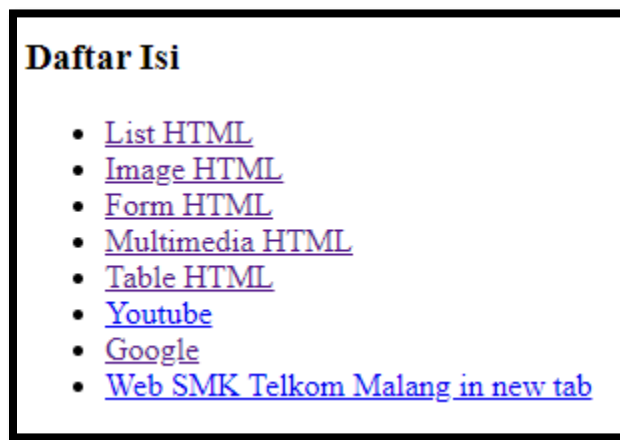 Daftar Isi
List HTML
Image HTML
Form HTML
Multimedia HTML
Table HTML
Youtube
Google
Web SMK Telkom Malang in new tab